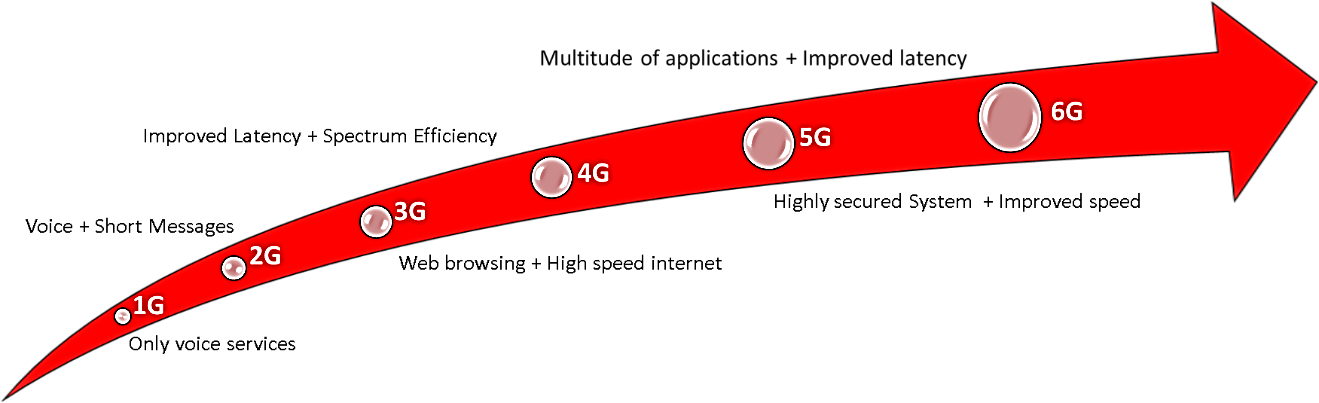 Multitude of applications + Improved latency
6G
5G
Improved Latency + Spectrum Efficiency
4G
Highly secured System + Improved speed
3G
Voice + Short Messages
2G
Web browsing + High speed internet
1G
Only voice services